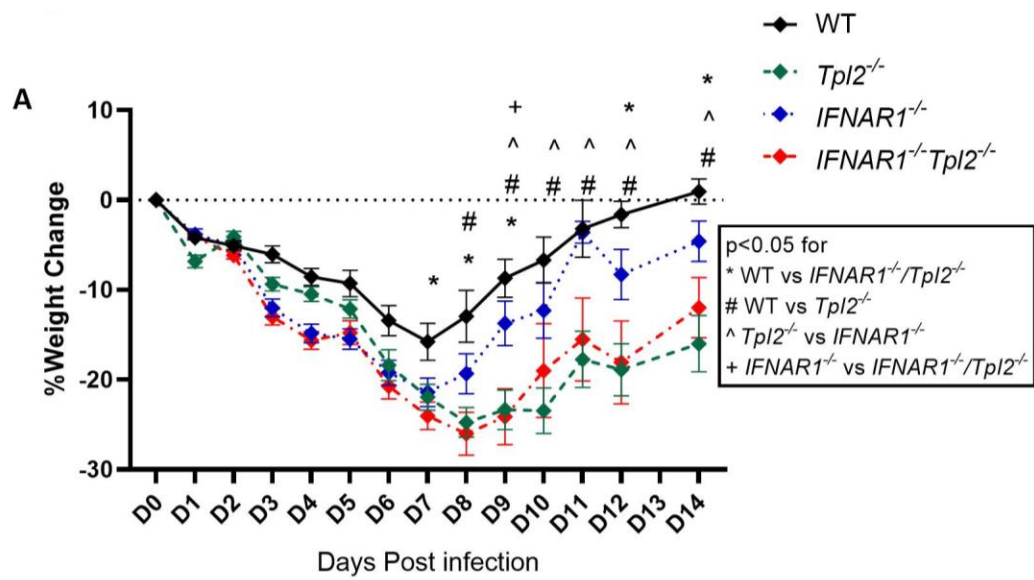 A
WT
Tpl2-/-
IFNAR1-/-
IFNAR1-/-Tpl2-/-
%Weight Change
10
0
-10
-20
-30
*
#
*
+
^
#
*
^
#
^
#
*
^
#
*
^
#
p<0.05 for
* WT vs IFNAR1-/-/Tpl2-/-
# WT vs Tpl2-/-
^ Tpl2-/- vs IFNAR1-/-
+ IFNAR1-/- vs IFNAR1-/-/Tpl2-/-
D0 D1 D2 D3 D4 D5 D6 D7 D8 D9 D10 D11 D12 D13 D14
Days Post infection